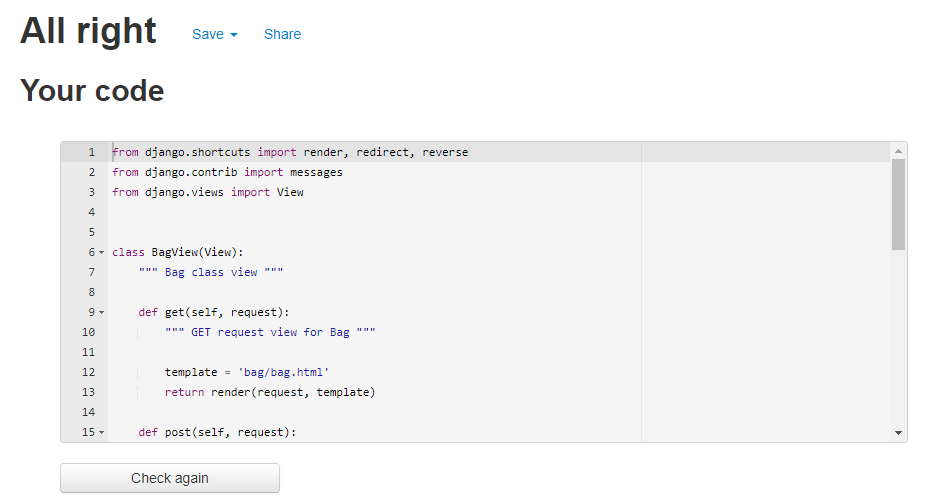 All right Save Share
Your code
1 from django.shortcuts import render, redirect, reverse
2 from django.contrib import messages
3 from django.views import View
4
5
6 class BagView(View):
7 """ Bag class view """
8
9 def get(self, request):
10 """ GET request view for Bag """
11
12 template = 'bag/bag.html'
13 return render(request, template)
14
15 def post(self, request):
Check again